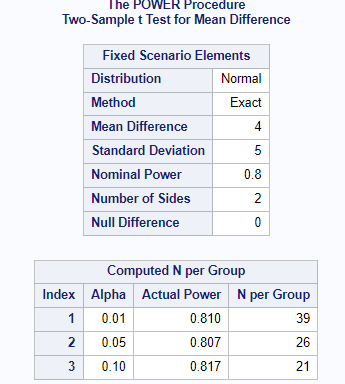 The POWER Procedure
Two-Sample t Test for Mean Difference
Fixed Scenario Elements
Distribution Normal
Method Exact
Mean Difference 4
Standard Deviation 5
Nominal Power 0.8
Number of Sides 2
Null Difference 0
Computed N per Group
Index Alpha Actual Power N per Group
1 0.01 0.810 39
2 0.05 0.807 26
3 0.10 0.817 21